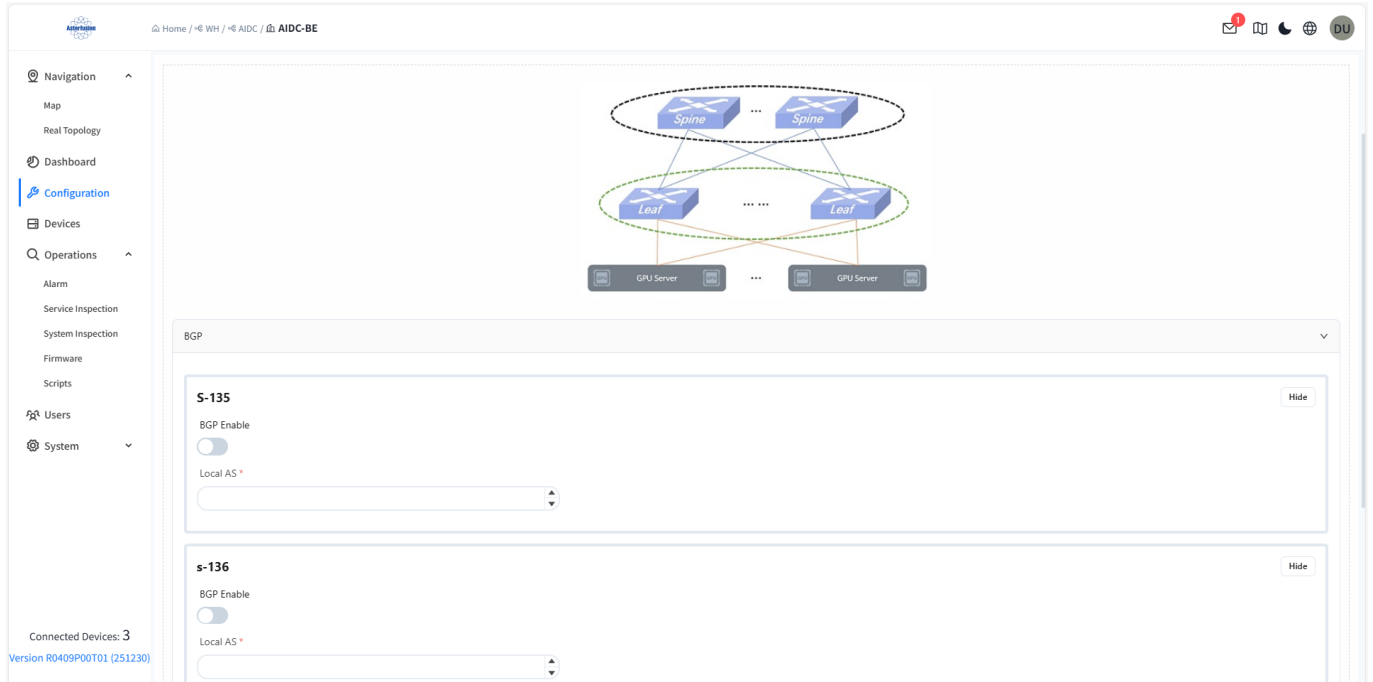 Asterfusion
Home / WH / AIDC / AIDC-BE
1
DU
Navigation
Map
Real Topology
Dashboard
Configuration
Devices
Operations
Alarm
Service Inspection
System Inspection
Firmware
Scripts
Users
System
Connected Devices: 3
Version R0409P00T01 (251230)
Spine ... Spine
Leaf ... ... Leaf
GPU Server ... GPU Server
BGP
S-135
Hide
BGP Enable
Local AS *
s-136
Hide
BGP Enable
Local AS *